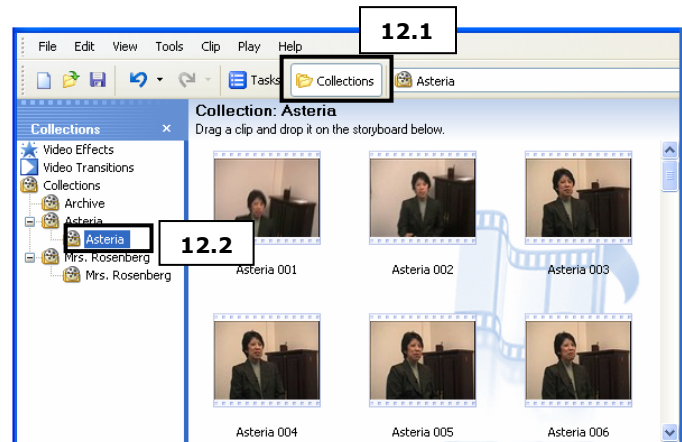 12.1
File Edit View Tools Clip Play Help
Tasks Collections Asteria
Collections ×
Collection: Asteria
Drag a clip and drop it on the storyboard below.
Video Effects
Video Transitions
Collections
Archive
Asteria
Asteria
12.2
Mrs. Rosenberg
Mrs. Rosenberg
Asteria 001 Asteria 002 Asteria 003
Asteria 004 Asteria 005 Asteria 006